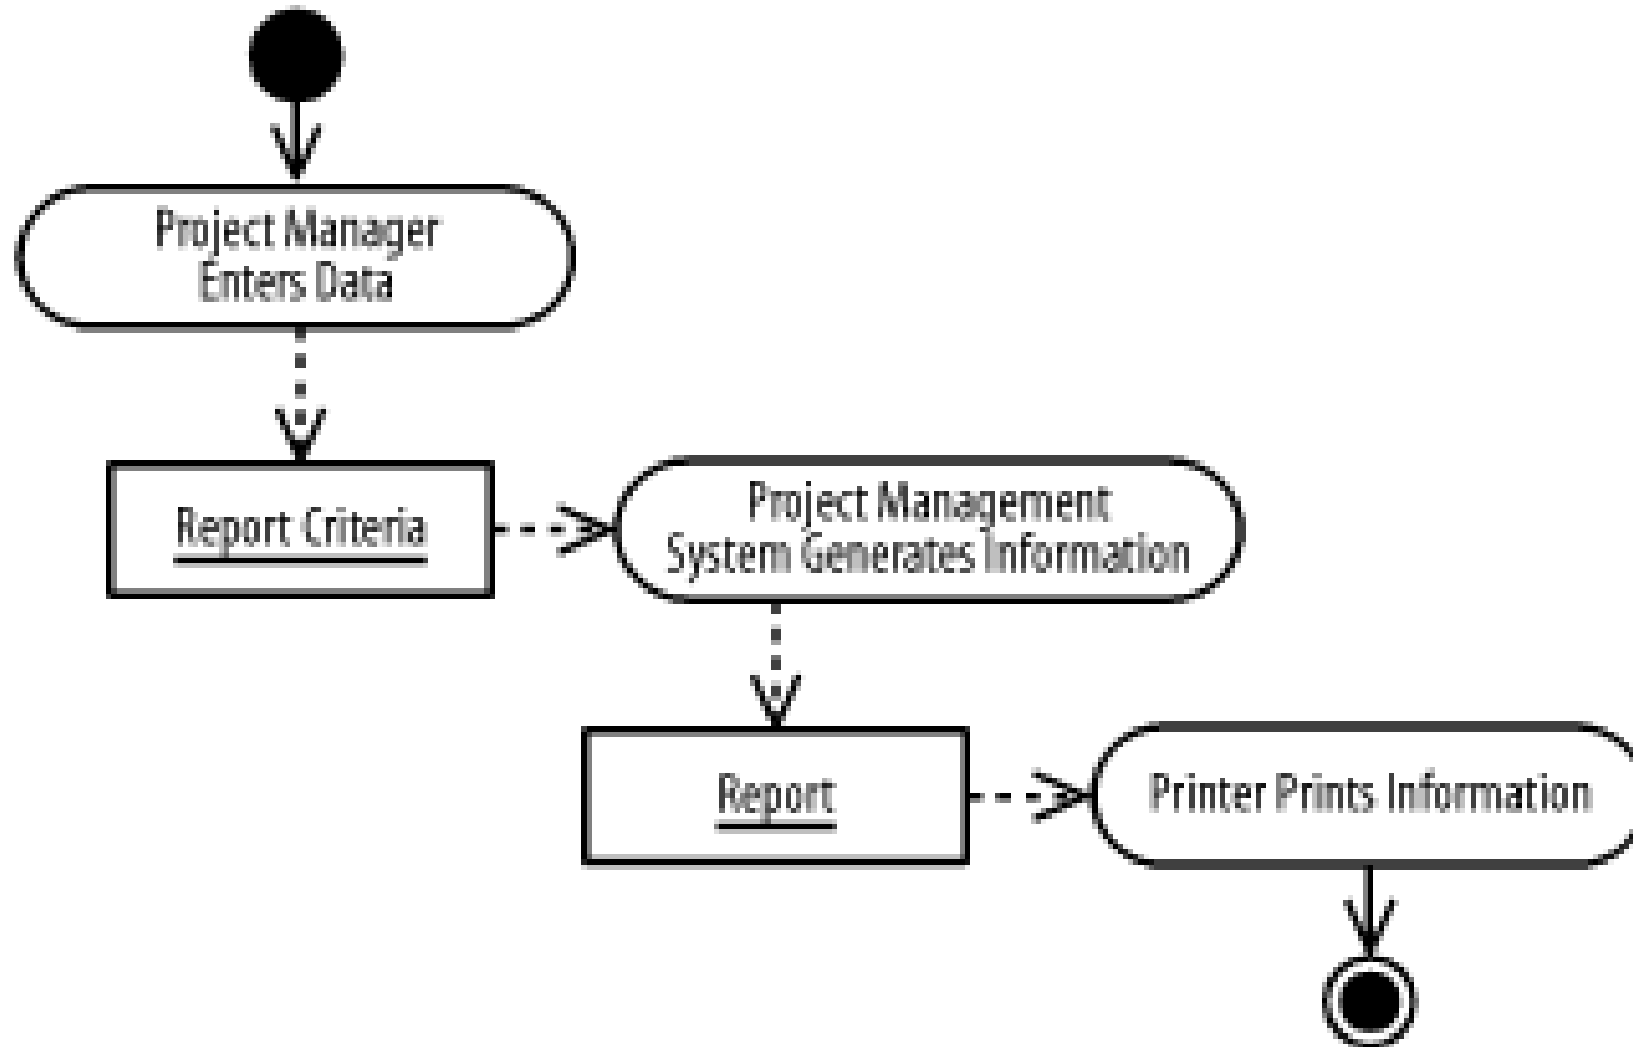 Project Manager
Enters Data
Report Criteria
Project Management
System Generates Information
Report
Printer Prints Information